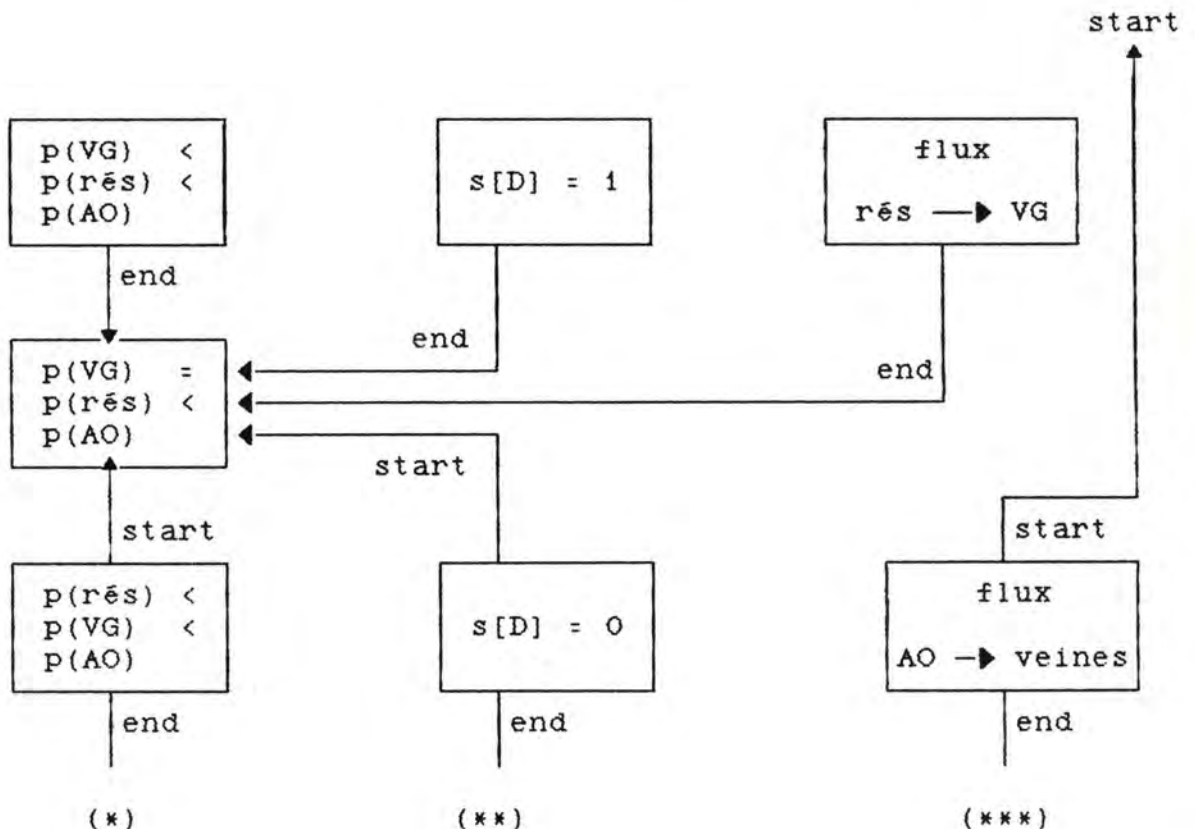 start
p(VG) <
p(rés) <
p(AO)
s[D] = 1
flux
rés → VG
end
end
end
p(VG) =
p(rés) <
p(AO)
start
start
start
p(rés) <
p(VG) <
p(AO)
s[D] = 0
flux
AO → veines
end
end
end
(*)
(**)
(***)